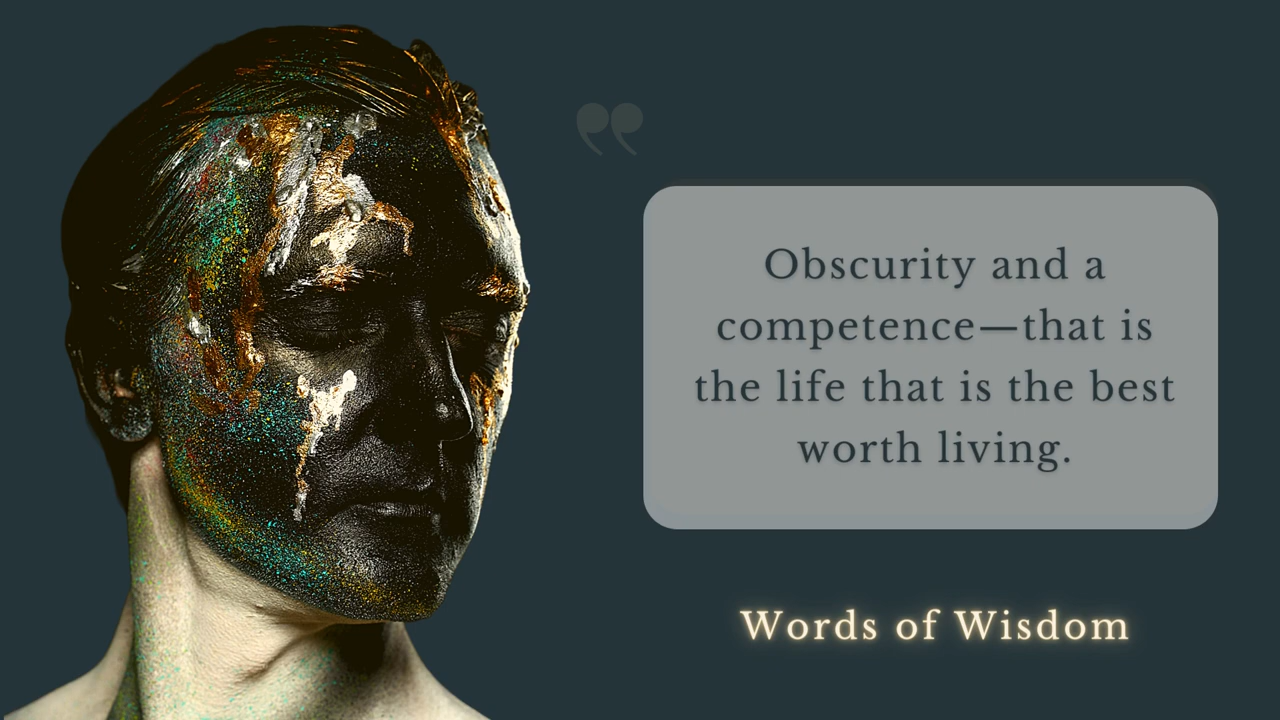 ”
Obscurity and a
competence—that is
the life that is the best
worth living.
Words of Wisdom